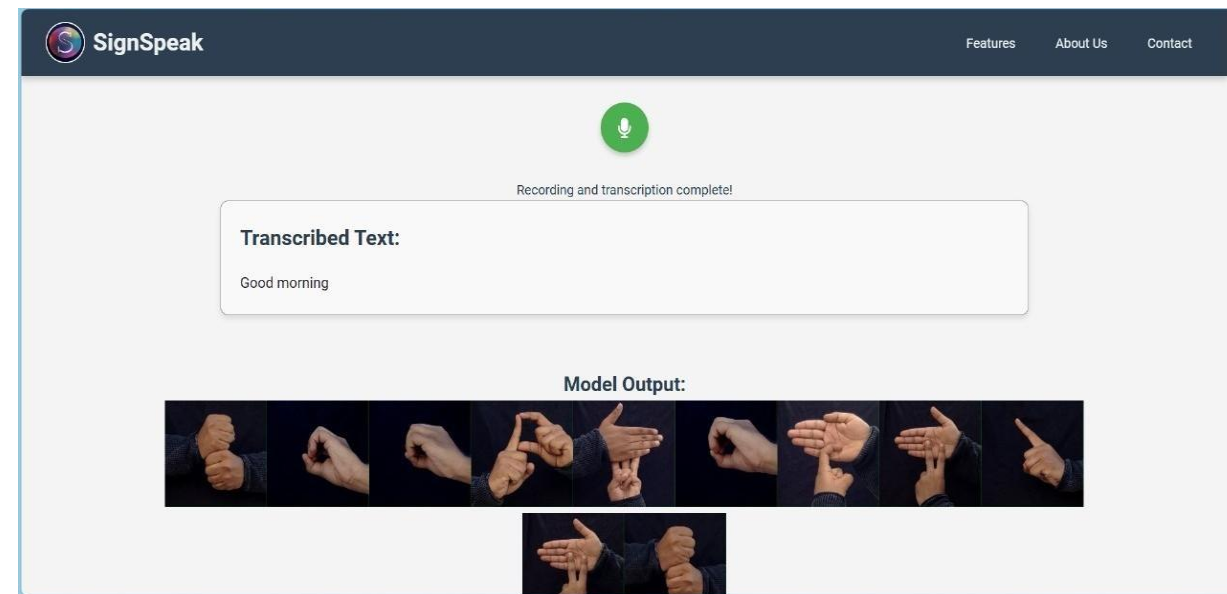 SignSpeak
Features About Us Contact
Recording and transcription complete!
Transcribed Text:
Good morning
Model Output: